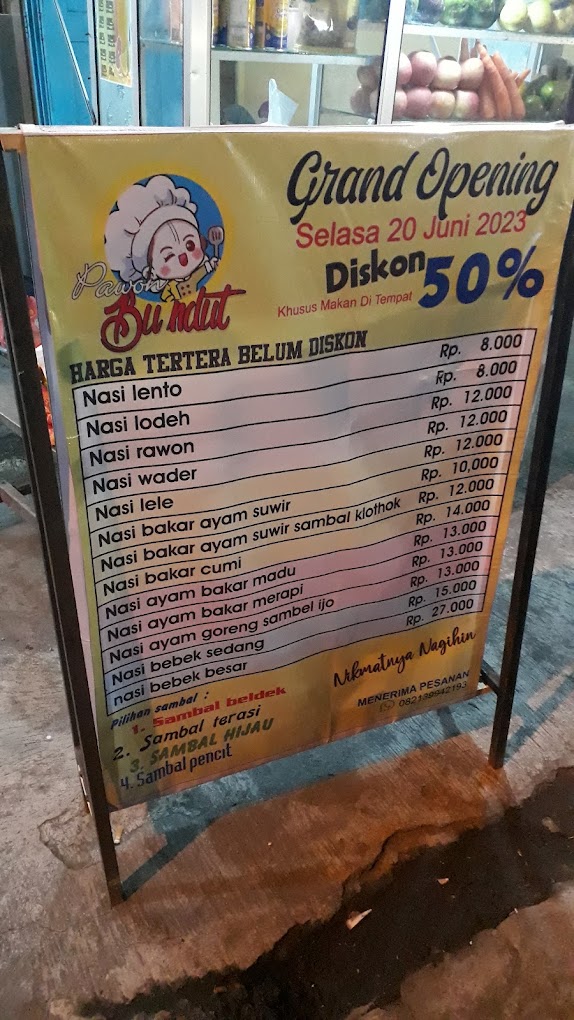 Grand Opening
Selasa 20 Juni 2023
Diskon 50%
Khusus Makan Di Tempat
Pawon
Bu ndut
HARGA TERTERA BELUM DISKON
Nasi lento Rp. 8.000
Nasi lodeh Rp. 8.000
Nasi rawon Rp. 12.000
Nasi wader Rp. 12.000
Nasi lele Rp. 12.000
Nasi bakar ayam suwir Rp. 10,000
Nasi bakar ayam suwir sambal klothok Rp. 12.000
Nasi bakar cumi Rp. 14.000
Nasi ayam bakar madu Rp. 13.000
Nasi ayam bakar merapi Rp. 13.000
Nasi ayam goreng sambel ijo Rp. 13.000
Nasi bebek sedang Rp. 15.000
nasi bebek besar Rp. 27.000
Pilihan sambal :
1. Sambal beldek
2. Sambal terasi
3. SAMBAL HIJAU
4. Sambal pencit
Nikmatnya Nagihin
MENERIMA PESANAN
082139942193